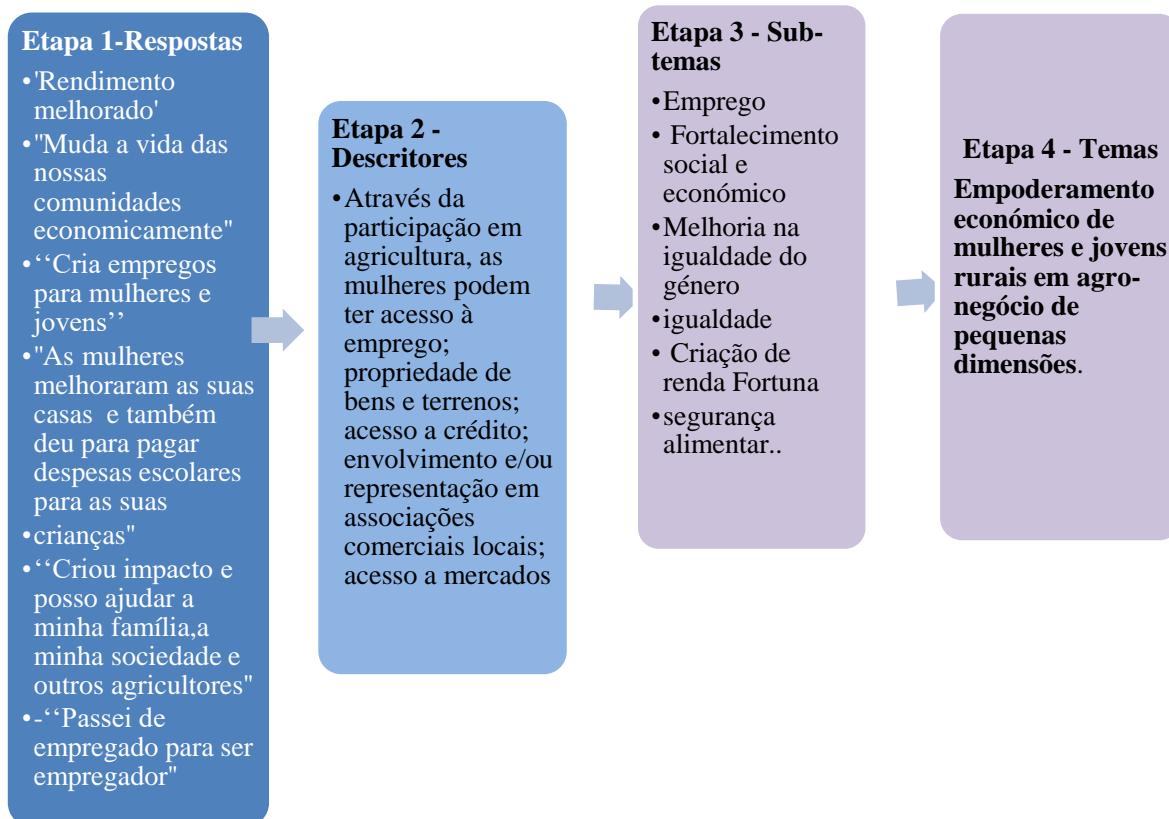 Etapa 1-Respostas
•'Rendimento
melhorado'
•"Muda a vida das
nossas
comunidades
economicamente"
•‘‘Cria empregos
para mulheres e
jovens’’
•"As mulheres
melhoraram as suas
casas e também
deu para pagar
despesas escolares
para as suas
•crianças"
•‘‘Criou impacto e
posso ajudar a
minha família,a
minha sociedade e
outros agricultores"
•-‘‘Passei de
empregado para ser
empregador"
Etapa 2 -
Descritores
•Através da
participação em
agricultura, as
mulheres podem
ter acesso à
emprego;
propriedade de
bens e terrenos;
acesso a crédito;
envolvimento e/ou
representação em
associações
comerciais locais;
acesso a mercados
Etapa 3 - Sub-
temas
•Emprego
• Fortalecimento
social e
económico
•Melhoria na
igualdade do
género
•igualdade
• Criação de
renda Fortuna
•segurança
alimentar..
Etapa 4 - Temas
Empoderamento
económico de
mulheres e jovens
rurais em agro-
negócio de
pequenas
dimensões.